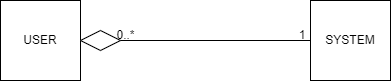 USER
0..*
1
SYSTEM